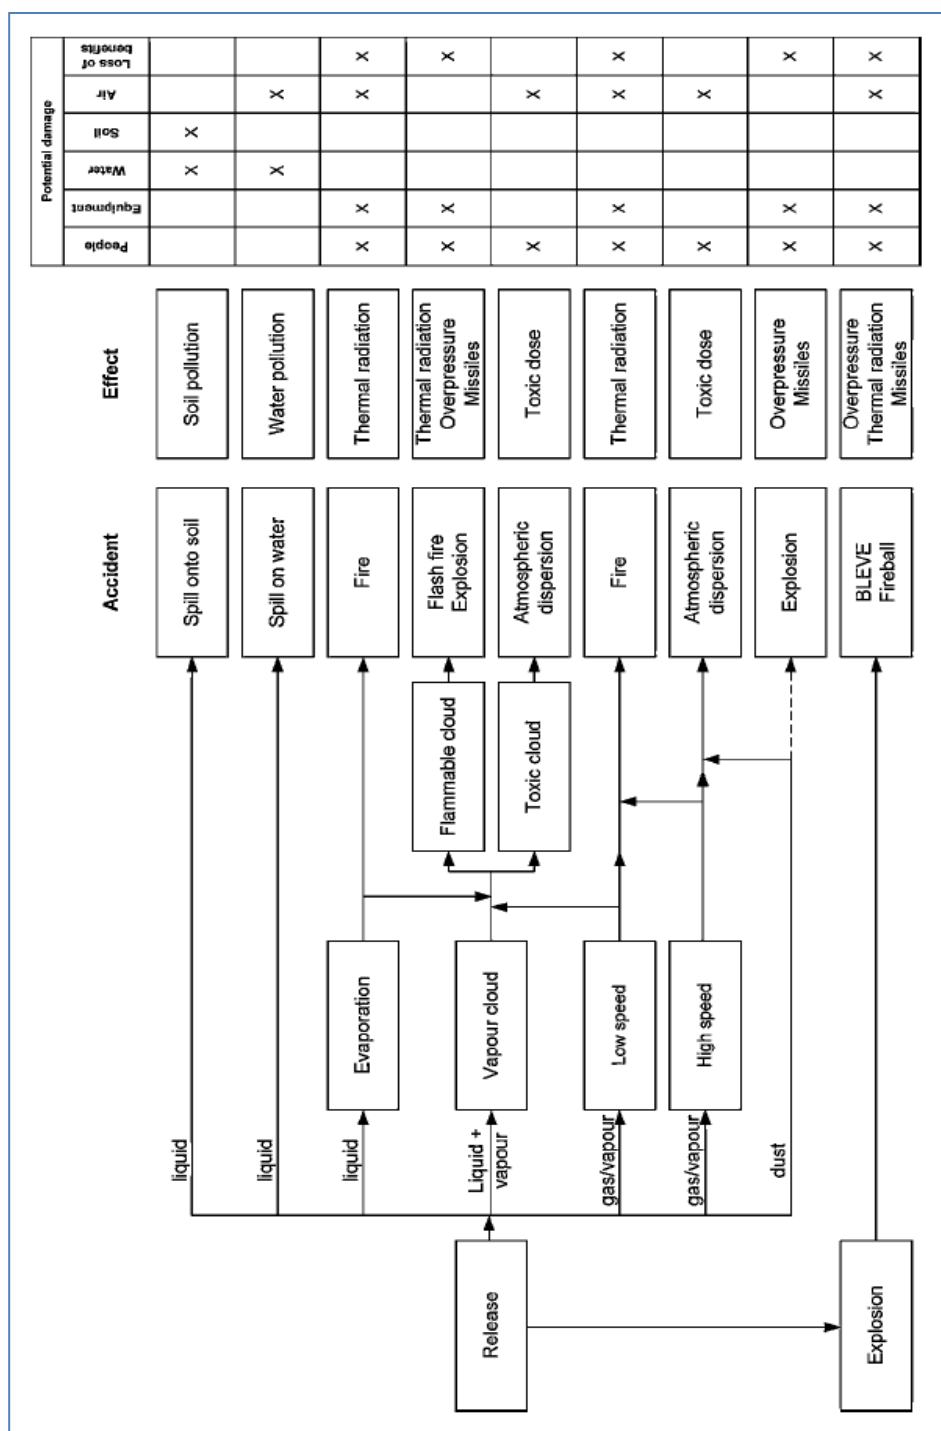 Potential damage
People
Equipment
Water
Soil
Air
Loss of
benefits
X X
X X
X X X X
X X X X
X X
X X X X
X X
X X X
X X X X
Accident
Effect
Release
Explosion
liquid
Spill onto soil
Soil pollution
liquid
Spill on water
Water pollution
liquid
Evaporation
Fire
Thermal radiation
Liquid +
vapour
Vapour cloud
Flammable cloud
Flash fire
Explosion
Thermal radiation
Overpressure
Missiles
Toxic cloud
Atmospheric
dispersion
Toxic dose
gas/vapour
Low speed
Fire
Thermal radiation
gas/vapour
High speed
Atmospheric
dispersion
Toxic dose
dust
Explosion
Overpressure
Missiles
BLEVE
Fireball
Overpressure
Thermal radiation
Missiles